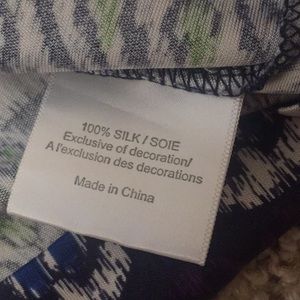 100% SILK / SOIE
Exclusive of decoration/
A l'exclusion des decorations
Made in China